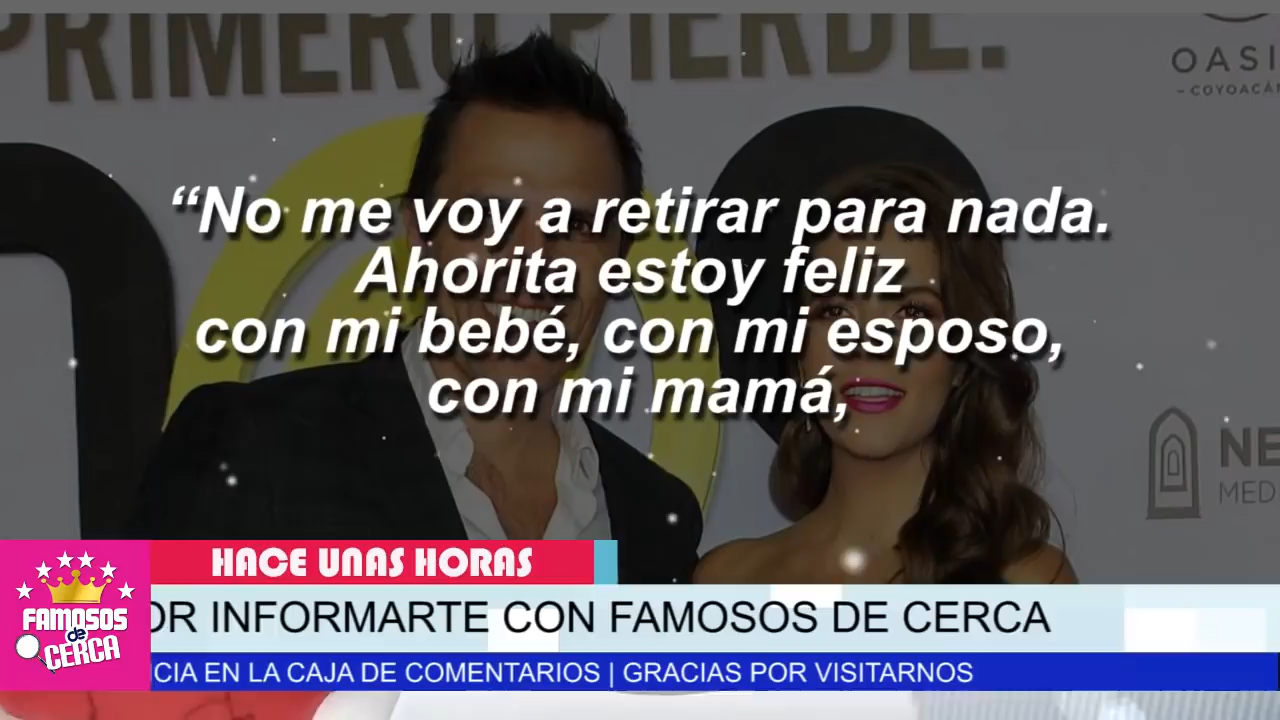 PRIMERO PIERDE.
OASI
COYOACÁN
“No me voy a retirar para nada.
Ahorita estoy feliz
con mi bebé, con mi esposo,
con mi mamá,
NE
MED
HACE UNAS HORAS
FAMOSOS
de
CERCA
OR INFORMARTE CON FAMOSOS DE CERCA
ICIA EN LA CAJA DE COMENTARIOS | GRACIAS POR VISITARNOS